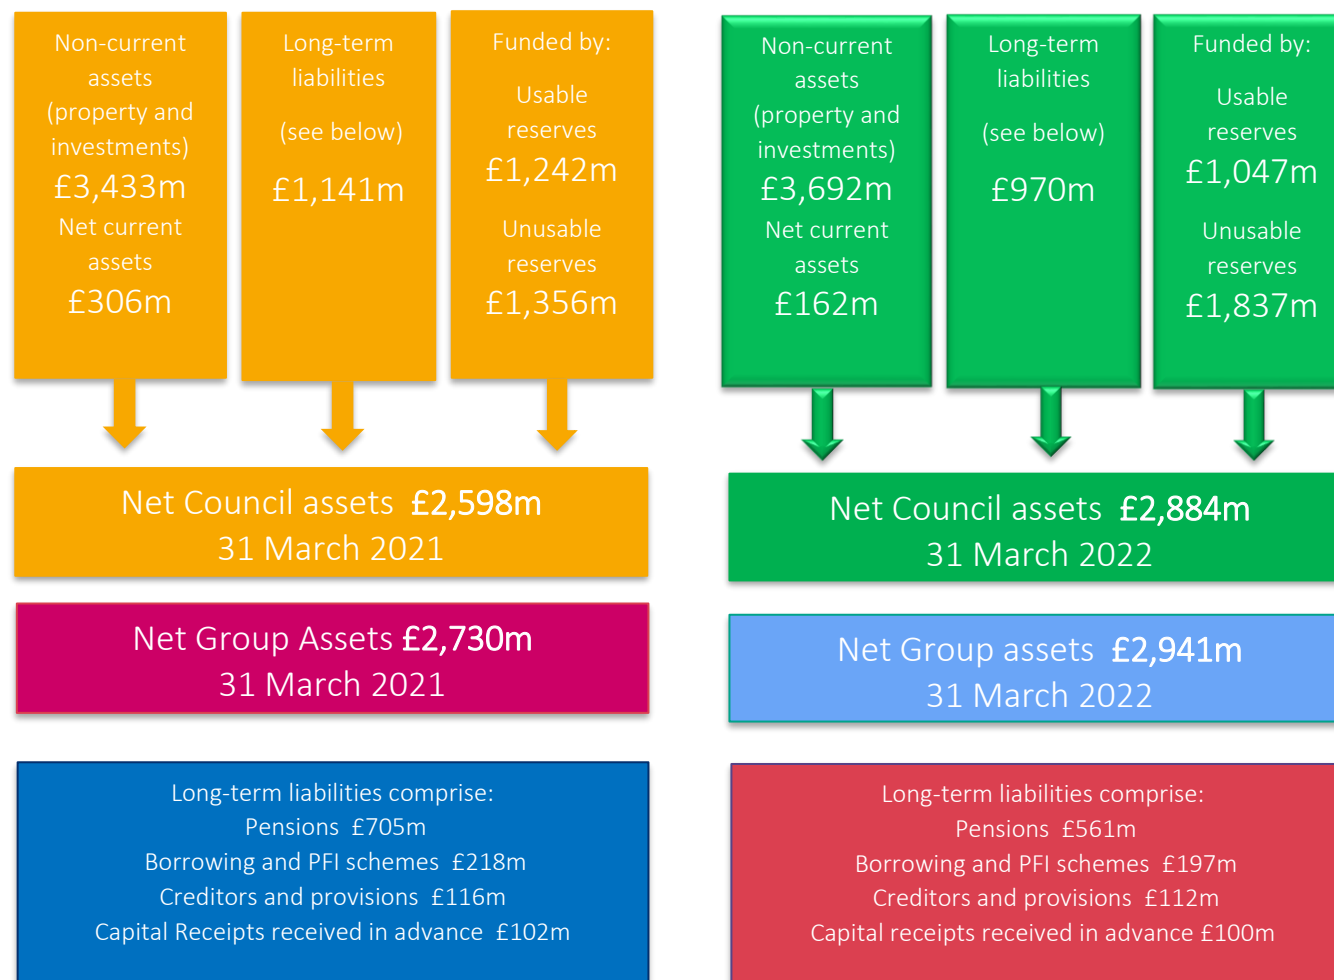 Non-current
assets
(property and
investments)
£3,433m
Net current
assets
£306m
Long-term
liabilities
(see below)
£1,141m
Funded by:
Usable
reserves
£1,242m
Unusable
reserves
£1,356m
Net Council assets £2,598m
31 March 2021
Net Group Assets £2,730m
31 March 2021
Long-term liabilities comprise:
Pensions £705m
Borrowing and PFI schemes £218m
Creditors and provisions £116m
Capital Receipts received in advance £102m
Non-current
assets
(property and
investments)
£3,692m
Net current
assets
£162m
Long-term
liabilities
(see below)
£970m
Funded by:
Usable
reserves
£1,047m
Unusable
reserves
£1,837m
Net Council assets £2,884m
31 March 2022
Net Group assets £2,941m
31 March 2022
Long-term liabilities comprise:
Pensions £561m
Borrowing and PFI schemes £197m
Creditors and provisions £112m
Capital receipts received in advance £100m